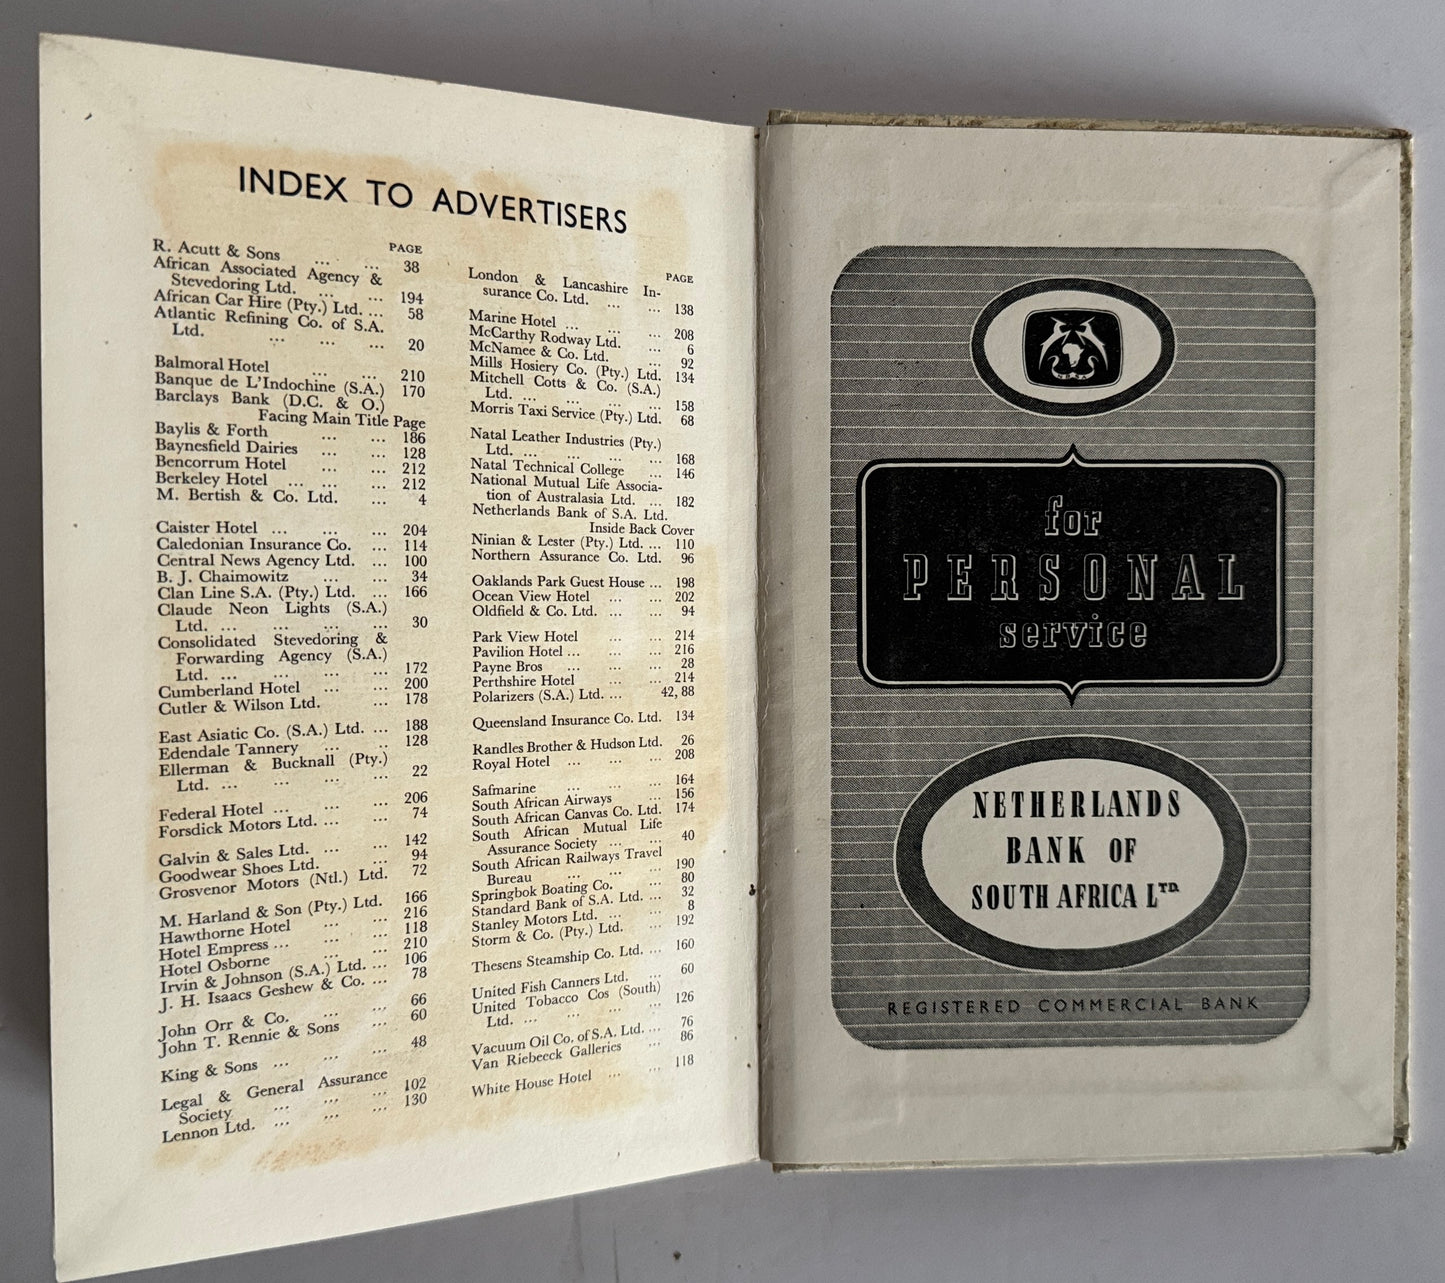 INDEX TO ADVERTISERS
PAGE
R. Acutt & Sons ... ... 38
African Associated Agency &
Stevedoring Ltd. ... ... 194
African Car Hire (Pty.) Ltd. ... 58
Atlantic Refining Co. of S.A.
Ltd. ... ... ... 20
Balmoral Hotel ... ... 210
Banque de L'Indochine (S.A.) 170
Barclays Bank (D.C. & O.)
Facing Main Title Page
Baylis & Forth ... ... 186
Baynesfield Dairies ... ... 128
Bencorrum Hotel ... ... 212
Berkeley Hotel ... ... ... 212
M. Bertish & Co. Ltd. ... 4
Caister Hotel ... ... ... 204
Caledonian Insurance Co. ... 114
Central News Agency Ltd. ... 100
B. J. Chaimowitz ... ... 34
Clan Line S.A. (Pty.) Ltd. ... 166
Claude Neon Lights (S.A.)
Ltd. ... ... ... ... 30
Consolidated Stevedoring &
Forwarding Agency (S.A.)
Ltd. ... ... ... ... 172
Cumberland Hotel ... ... 200
Cutler & Wilson Ltd. ... 178
East Asiatic Co. (S.A.) Ltd. ... 188
Edendale Tannery ... ... 128
Ellerman & Bucknall (Pty.)
Ltd. ... ... ... ... 22
Federal Hotel ... ... ... 206
Forsdick Motors Ltd. ... ... 74
Galvin & Sales Ltd. ... ... 142
Goodwear Shoes Ltd. ... 94
Grosvenor Motors (Ntl.) Ltd. 72
M. Harland & Son (Pty.) Ltd. 166
Hawthorne Hotel ... ... 216
Hotel Empress ... ... ... 118
Hotel Osborne ... ... 210
Irvin & Johnson (S.A.) Ltd. ... 106
J. H. Isaacs Geshew & Co. ... 78
John Orr & Co. ... ... 66
John T. Rennie & Sons ... 60
King & Sons ... ... ... 48
Legal & General Assurance
Society ... ... ... 102
Lennon Ltd. ... ... ... 130
PAGE
London & Lancashire In-
surance Co. Ltd. ... ... 138
Marine Hotel ... ... ... 208
McCarthy Rodway Ltd. ... 6
McNamee & Co. Ltd. ... 92
Mills Hosiery Co. (Pty.) Ltd. 134
Mitchell Cotts & Co. (S.A.)
Ltd. ... ... ... ... 158
Morris Taxi Service (Pty.) Ltd. 68
Natal Leather Industries (Pty.)
Ltd. ... ... ... ... 168
Natal Technical College ... 146
National Mutual Life Associa-
tion of Australasia Ltd. ... 182
Netherlands Bank of S.A. Ltd.
Inside Back Cover
Ninian & Lester (Pty.) Ltd. ... 110
Northern Assurance Co. Ltd. 96
Oaklands Park Guest House ... 198
Ocean View Hotel ... ... 202
Oldfield & Co. Ltd. ... ... 94
Park View Hotel ... ... 214
Pavilion Hotel ... ... ... 216
Payne Bros ... ... ... 28
Perthshire Hotel ... ... 214
Polarizers (S.A.) Ltd. ... 42, 88
Queensland Insurance Co. Ltd. 134
Randles Brother & Hudson Ltd. 26
Royal Hotel ... ... ... 208
Safmarine ... ... ... 164
South African Airways ... 156
South African Canvas Co. Ltd. 174
South African Mutual Life
Assurance Society ... ... 40
South African Railways Travel
Bureau ... ... ... 190
Springbok Boating Co. ... 80
Standard Bank of S.A. Ltd. ... 32
Stanley Motors Ltd. ... ... 8
Storm & Co. (Pty.) Ltd. ... 192
Thesens Steamship Co. Ltd. ... 160
United Fish Canners Ltd. ... 60
United Tobacco Cos (South)
Ltd. ... ... ... ... 126
Vacuum Oil Co. of S.A. Ltd. ... 76
Van Riebeeck Galleries ... 86
White House Hotel ... ... 118
NBSA
for
PERSONAL
service
NETHERLANDS
BANK OF
SOUTH AFRICA LTD.
REGISTERED COMMERCIAL BANK